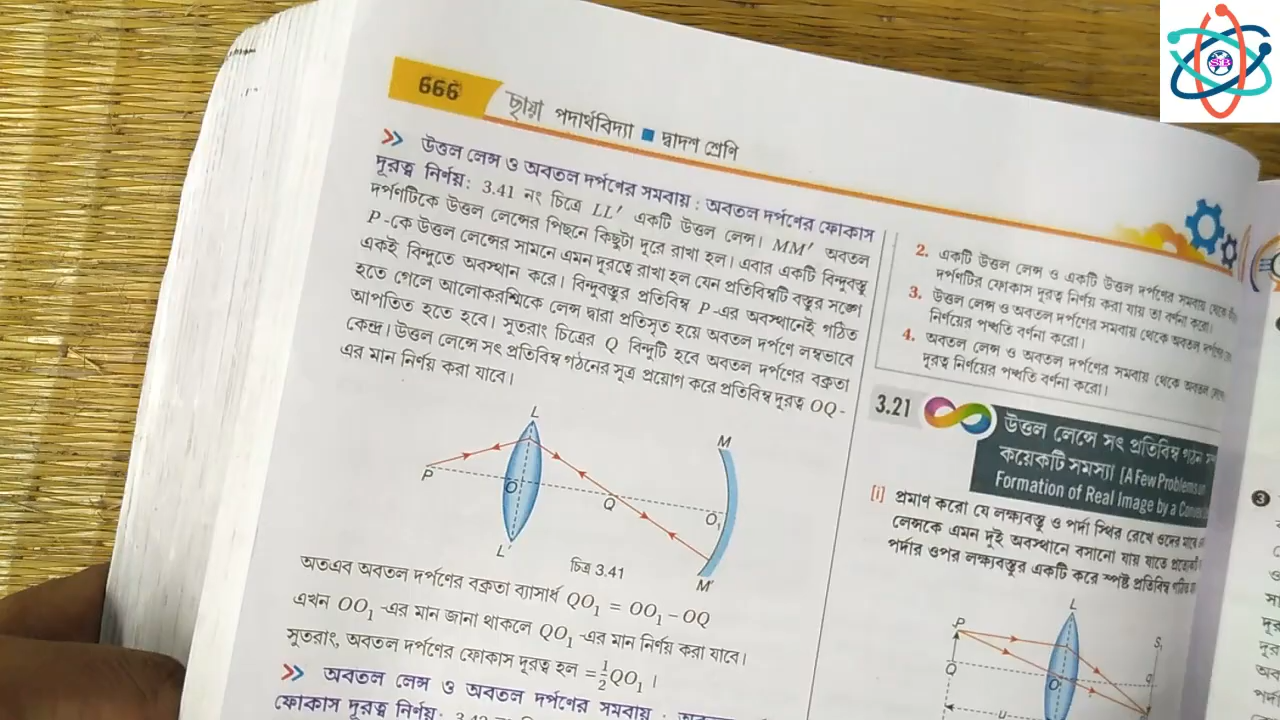 666
ছায়া পদার্থবিদ্যা ■ দ্বাদশ শ্রেণি
>> উত্তল লেন্স ও অবতল দর্পণের সমবায় : অবতল দর্পণের ফোকাস
দূরত্ব নির্ণয়: 3.41 নং চিত্রে LL′ একটি উত্তল লেন্স। MM′ অবতল
দর্পণটিকে উত্তল লেন্সের পিছনে কিছুটা দূরে রাখা হল। এবার একটি বিন্দুবস্তু
P-কে উত্তল লেন্সের সামনে এমন দূরত্বে রাখা হল যেন প্রতিবিম্বটি বস্তুর সঙ্গে
একই বিন্দুতে অবস্থান করে। বিন্দুবস্তুর প্রতিবিম্ব P-এর অবস্থানেই গঠিত
হতে গেলে আলোকরশ্মিকে লেন্স দ্বারা প্রতিসৃত হয়ে অবতল দর্পণে লম্বভাবে
আপতিত হতে হবে। সুতরাং চিত্রের Q বিন্দুটি হবে অবতল দর্পণের বক্রতা
কেন্দ্র। উত্তল লেন্সে সৎ প্রতিবিম্ব গঠনের সূত্র প্রয়োগ করে প্রতিবিম্ব দূরত্ব OQ-
এর মান নির্ণয় করা যাবে।
L
M
P
O
Q
O₁
L′
M′
চিত্র 3.41
অতএব অবতল দর্পণের বক্রতা ব্যাসার্ধ QO₁ = OO₁ – OQ
এখন OO₁-এর মান জানা থাকলে QO₁-এর মান নির্ণয় করা যাবে।
সুতরাং, অবতল দর্পণের ফোকাস দূরত্ব হল = ½QO₁ ।
>> অবতল লেন্স ও অবতল দর্পণের সমবায় :
ফোকাস দূরত্ব নির্ণয়:
2. একটি উত্তল লেন্স ও একটি উত্তল দর্পণের সমবায় থেকে
দর্পণটির ফোকাস দূরত্ব নির্ণয় করা যায় তা বর্ণনা করো।
3. উত্তল লেন্স ও অবতল দর্পণের সমবায় থেকে অবতল
নির্ণয়ের পদ্ধতি বর্ণনা করো।
4. অবতল লেন্স ও অবতল দর্পণের সমবায় থেকে অবতল
দূরত্ব নির্ণয়ের পদ্ধতি বর্ণনা করো।
3.21
উত্তল লেন্সে সৎ প্রতিবিম্ব গঠন
কয়েকটি সমস্যা [A Few Problems on
Formation of Real Image by a Convex
[i] প্রমাণ করো যে লক্ষ্যবস্তু ও পর্দা স্থির রেখে ওদের মাঝে
লেন্সকে এমন দুই অবস্থানে বসানো যায় যাতে
পর্দার ওপর লক্ষ্যবস্তুর একটি করে স্পষ্ট প্রতিবিম্ব গঠিত
L
P
S₁
Q
O
q
u
SB